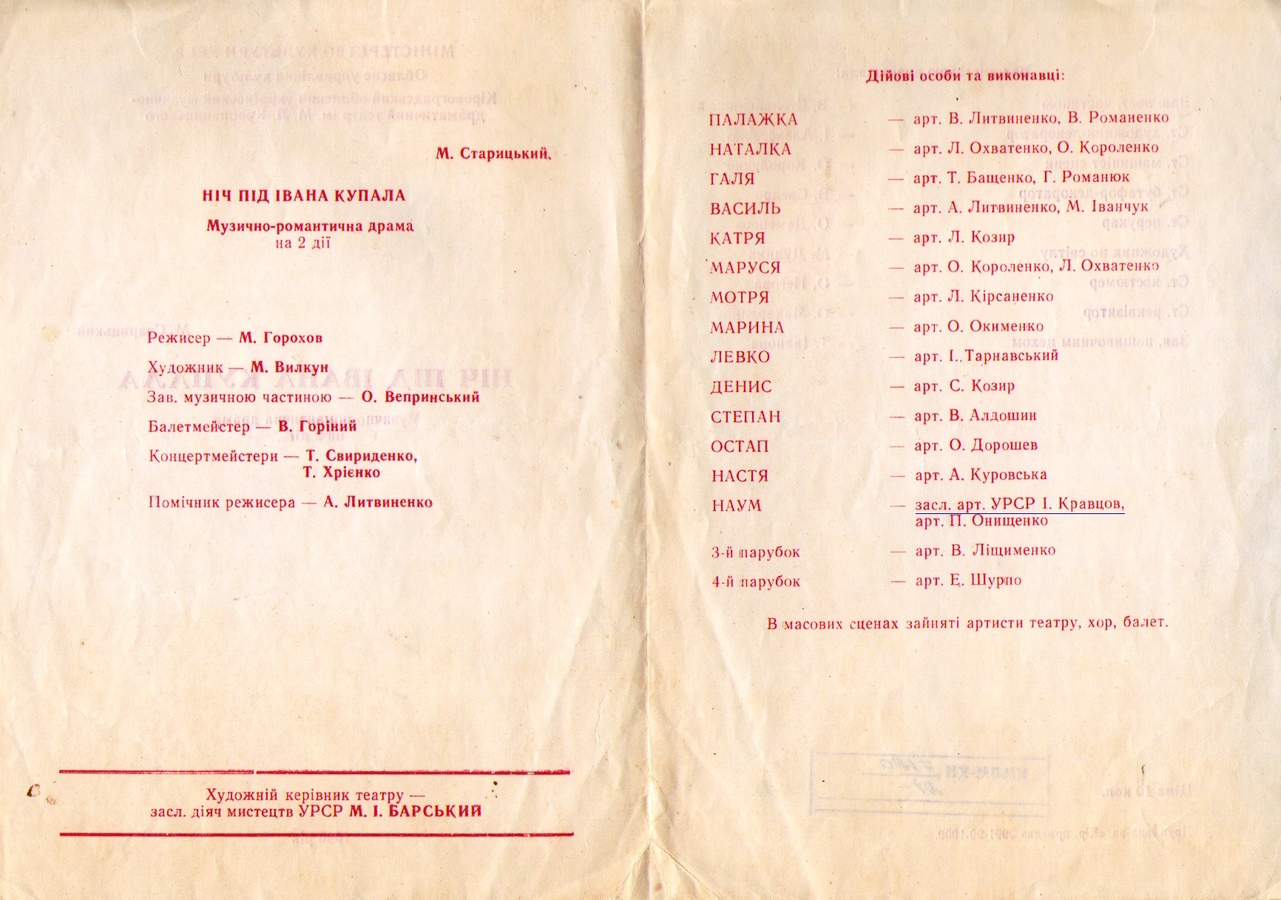 М. Старицький.
НІЧ ПІД ІВАНА КУПАЛА
Музично-романтична драма
на 2 дії
Режисер — М. Горохов
Художник — М. Вилкун
Зав. музичною частиною — О. Вепринський
Балетмейстер — В. Горіний
Концертмейстери — Т. Свириденко,
Т. Хрієнко
Помічник режисера — А. Литвиненко
Художній керівник театру —
засл. діяч мистецтв УРСР М. І. БАРСЬКИЙ
Дійові особи та виконавці:
ПАЛАЖКА — арт. В. Литвиненко, В. Романенко
НАТАЛКА — арт. Л. Охватенко, О. Короленко
ГАЛЯ — арт. Т. Бащенко, Г. Романюк
ВАСИЛЬ — арт. А. Литвиненко, М. Іванчук
КАТРЯ — арт. Л. Козир
МАРУСЯ — арт. О. Короленко, Л. Охватенко
МОТРЯ — арт. Л. Кірсаненко
МАРИНА — арт. О. Окименко
ЛЕВКО — арт. І. Тарнавський
ДЕНИС — арт. С. Козир
СТЕПАН — арт. В. Алдошин
ОСТАП — арт. О. Дорошев
НАСТЯ — арт. А. Куровська
НАУМ — засл. арт. УРСР І. Кравцов,
арт. П. Онищенко
3-й парубок — арт. В. Ліщименко
4-й парубок — арт. Е. Шурпо
В масових сценах зайняті артисти театру, хор, балет.